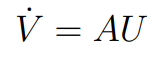 V̇ = AU